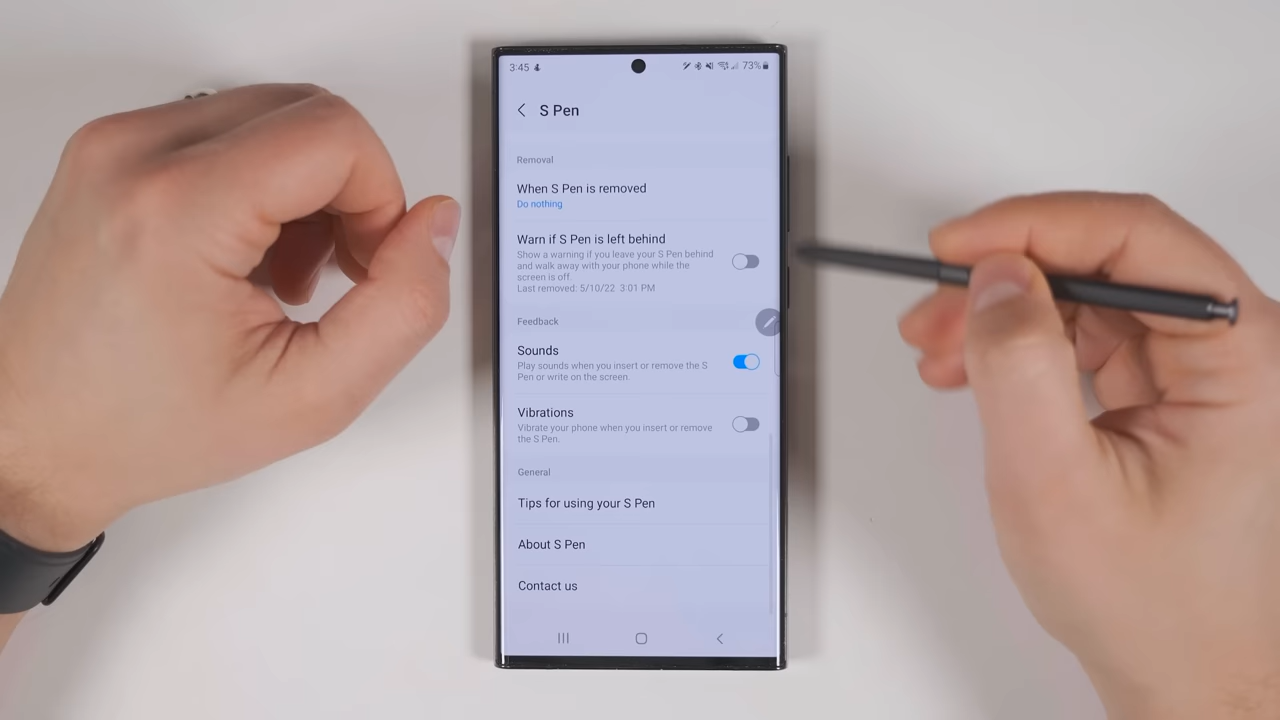 3:45
73%
S Pen
Removal
When S Pen is removed
Do nothing
Warn if S Pen is left behind
Show a warning if you leave your S Pen behind
and walk away with your phone while the
screen is off.
Last removed: 5/10/22 3:01 PM
Feedback
Sounds
Play sounds when you insert or remove the S
Pen or write on the screen.
Vibrations
Vibrate your phone when you insert or remove
the S Pen.
General
Tips for using your S Pen
About S Pen
Contact us